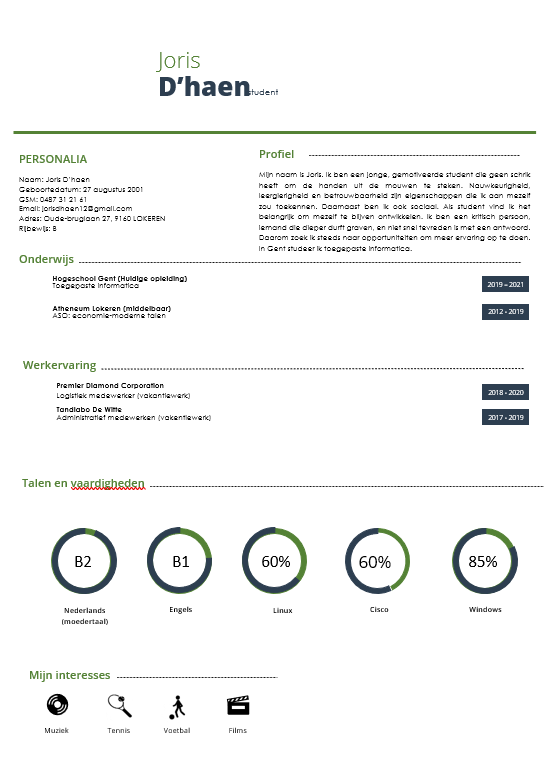 Joris
D’haen
student
PERSONALIA
Naam: Joris D’haen
Geboortedatum: 27 augustus 2001
GSM: 0487 31 21 61
Email: jorisdhaen12@gmail.com
Adres: Oude-bruglaan 27, 9160 LOKEREN
Rijbewijs: B
Profiel
Mijn naam is Joris. Ik ben een jonge, gemotiveerde student die geen schrik
heeft om de handen uit de mouwen te steken. Nauwkeurigheid,
leergierigheid en betrouwbaarheid zijn eigenschappen die ik aan mezelf
zou toekennen. Daarnaast ben ik ook sociaal. Als student vind ik het
belangrijk om mezelf te blijven ontwikkelen. Ik ben een kritisch persoon,
iemand die dieper durft graven, en niet snel tevreden is met een antwoord.
Daarom zoek ik steeds naar opportuniteiten om meer ervaring op te doen.
In Gent studeer ik toegepaste informatica.
Onderwijs
Hogeschool Gent (Huidige opleiding)
Toegepaste informatica
2019 – 2021
Atheneum Lokeren (middelbaar)
ASO: economie-moderne talen
2012 - 2019
Werkervaring
Premier Diamond Corporation
Logistiek medewerker (vakantiewerk)
2018 - 2020
Tandlabo De Witte
Administratief medewerken (vakentiewerk)
2017 - 2019
Talen en vaardigheden
B2
B1
60%
60%
85%
Nederlands
(moedertaal)
Engels
Linux
Cisco
Windows
Mijn interesses
Muziek
Tennis
Voetbal
Films